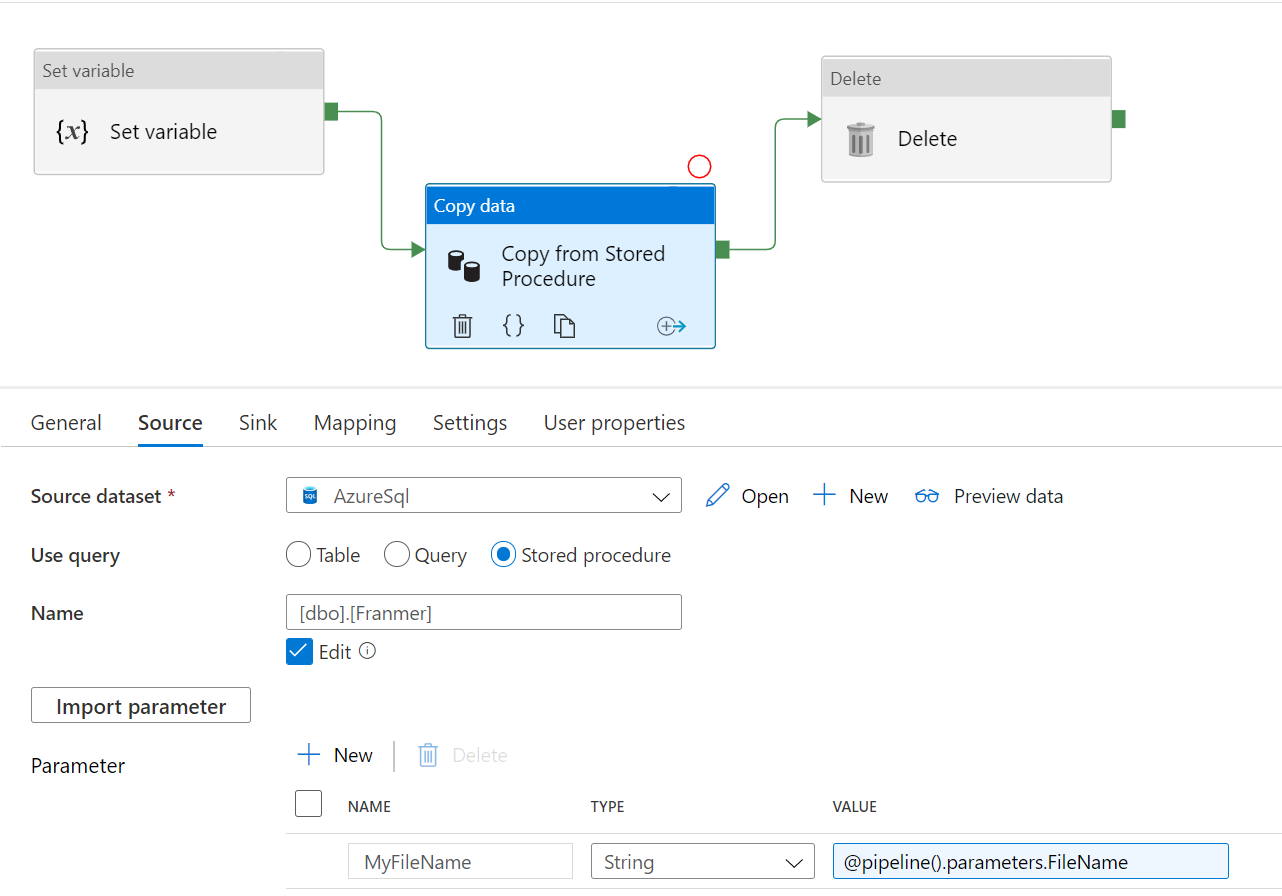 Set variable
{x} Set variable
Delete
Delete
Copy data
Copy from Stored
Procedure
{}
General Source Sink Mapping Settings User properties
Source dataset * SQL AzureSql Open New Preview data
Use query Table Query Stored procedure
Name [dbo].[Franmer]
Edit
Import parameter
Parameter New Delete
NAME TYPE VALUE
MyFileName String @pipeline().parameters.FileName